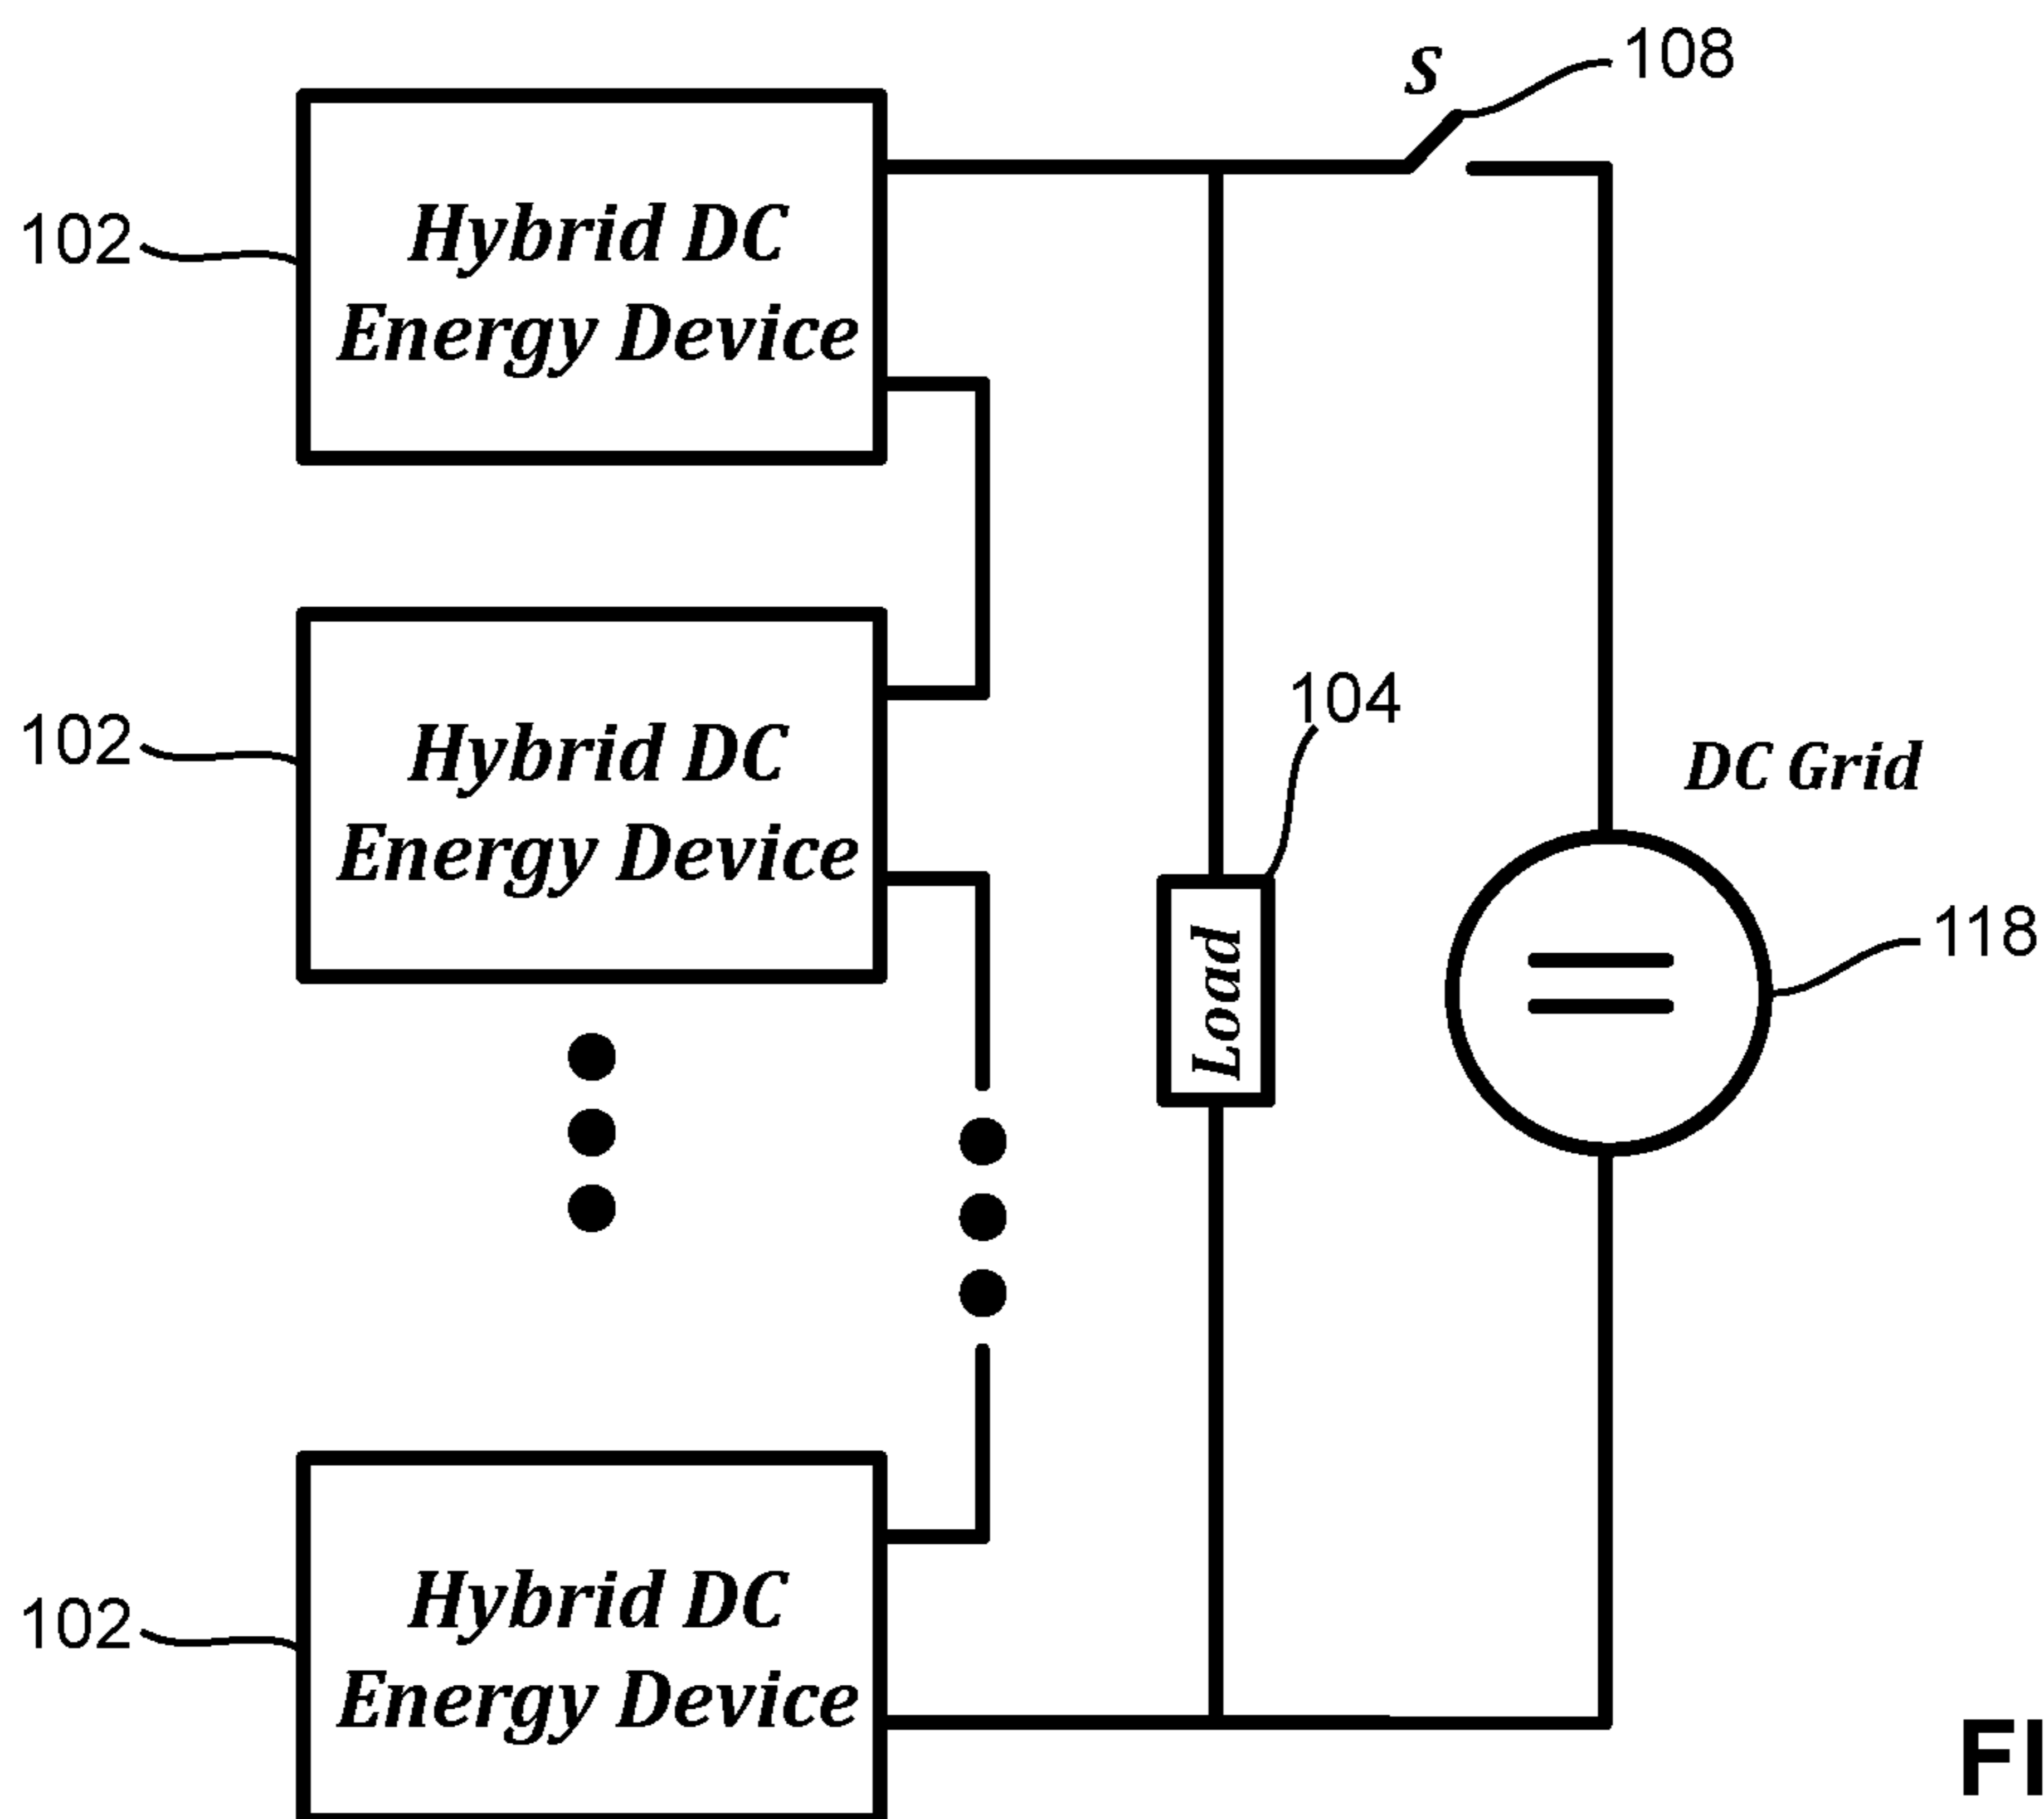 S
108
102
Hybrid DC
Energy Device
104
102
Hybrid DC
Energy Device
DC Grid
Load
118
102
Hybrid DC
Energy Device